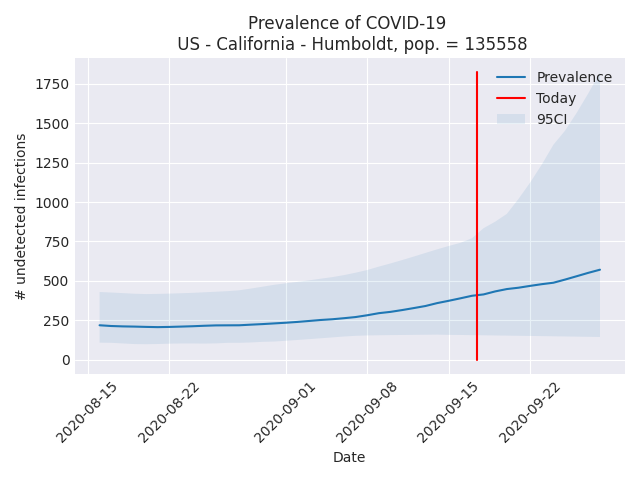 Prevalence of COVID-19
US - California - Humboldt, pop. = 135558
Prevalence
Today
95CI
# undetected infections
1750
1500
1250
1000
750
500
250
0
2020-08-15
2020-08-22
2020-09-01
2020-09-08
2020-09-15
2020-09-22
Date